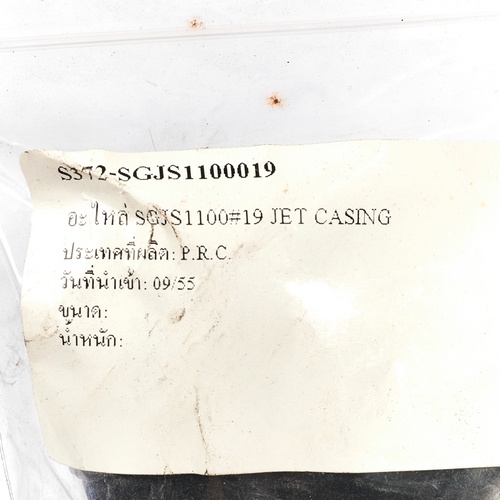 S372-SGJS1100019
อะไหล่ SGJS1100#19 JET CASING
ประเทศที่ผลิต: P.R.C.
วันที่นำเข้า: 09/55
ขนาด:
น้ำหนัก: